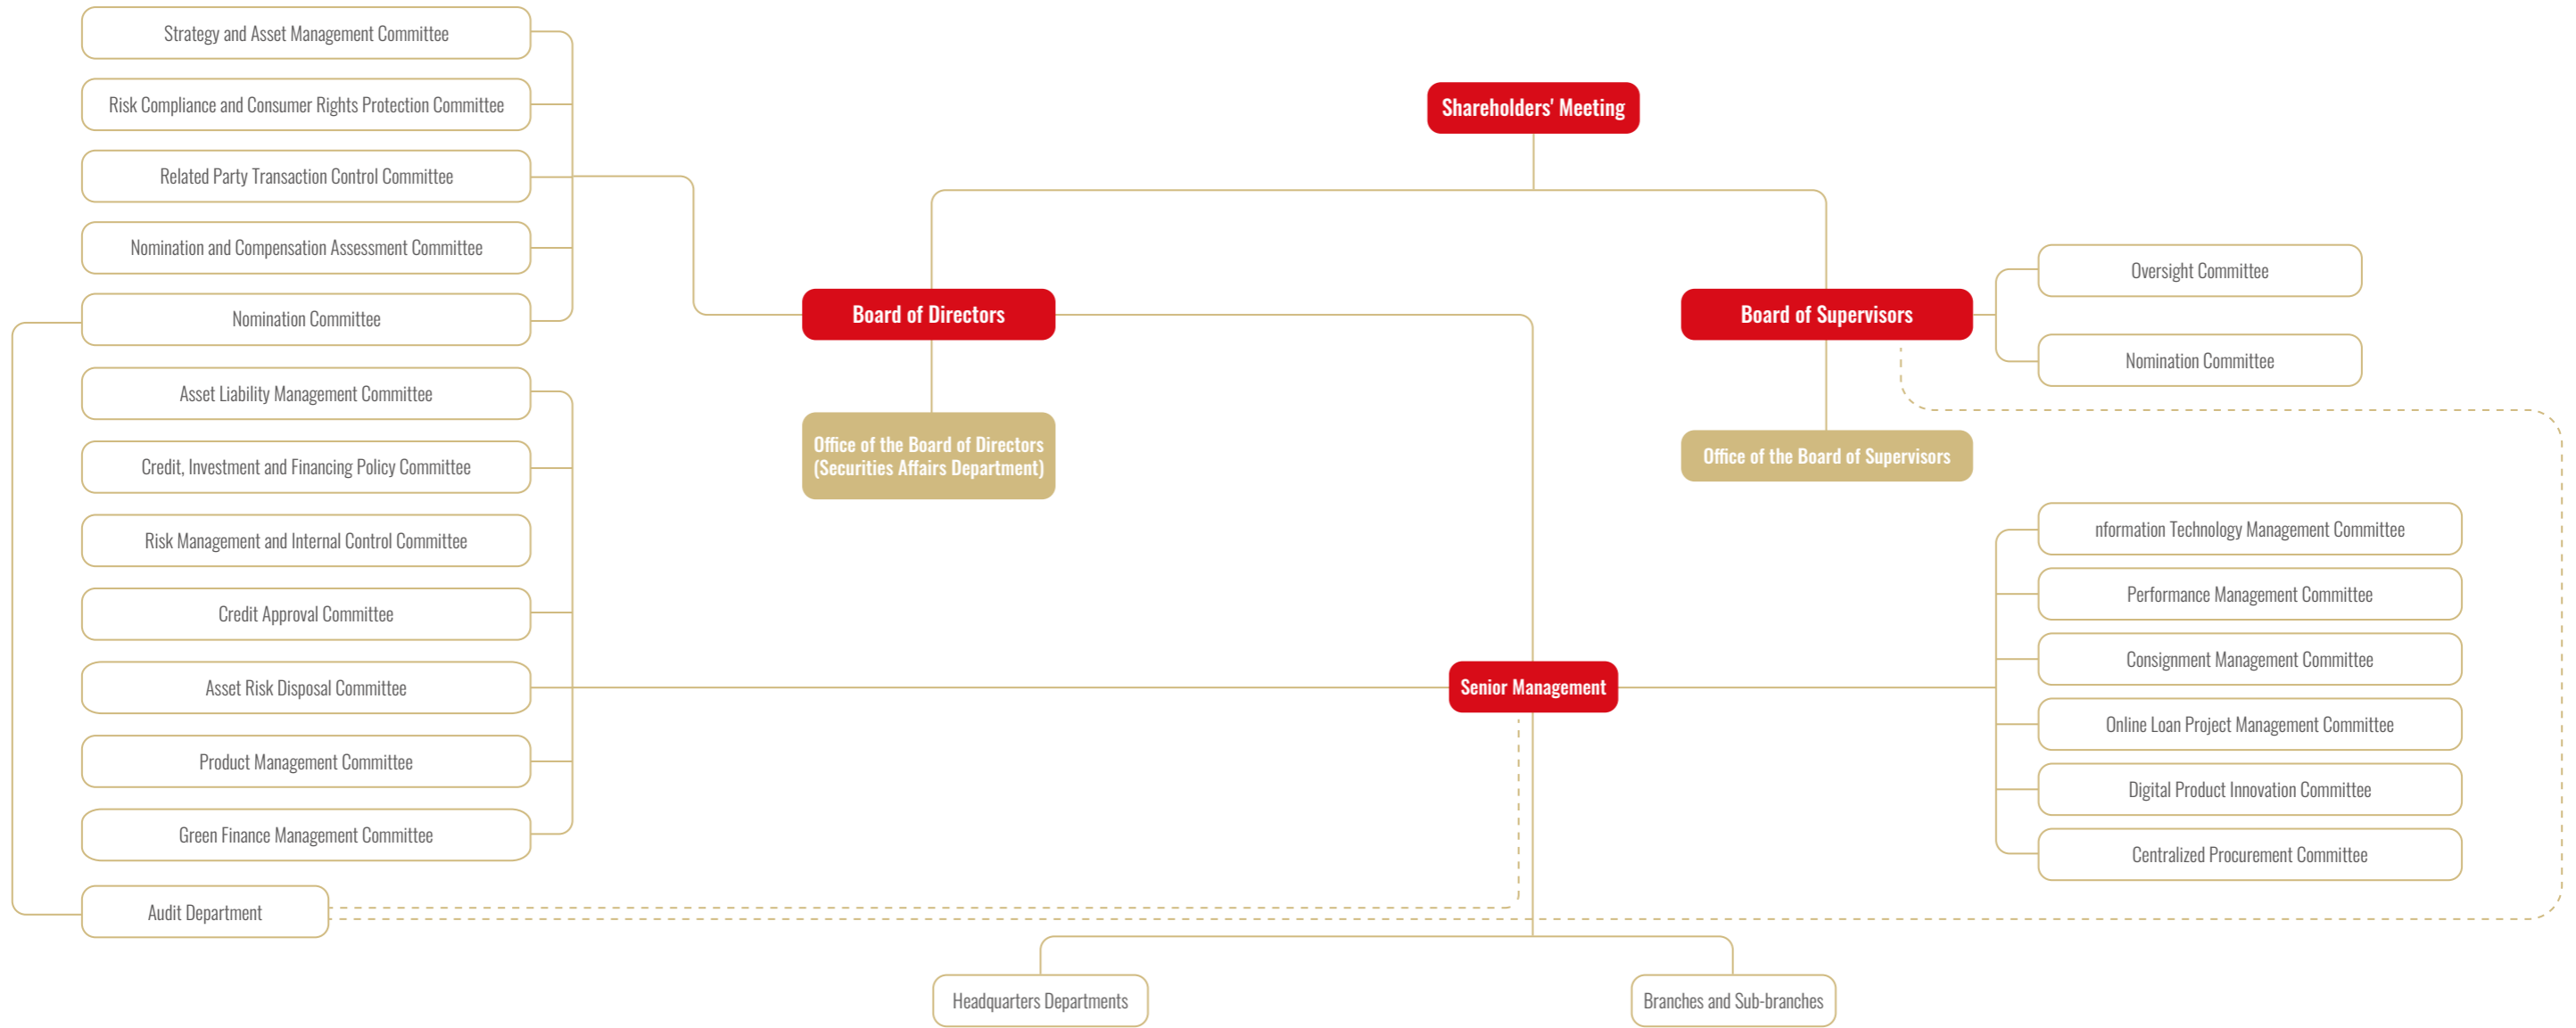 Strategy and Asset Management Committee
Risk Compliance and Consumer Rights Protection Committee
Related Party Transaction Control Committee
Nomination and Compensation Assessment Committee
Nomination Committee
Asset Liability Management Committee
Credit, Investment and Financing Policy Committee
Risk Management and Internal Control Committee
Credit Approval Committee
Asset Risk Disposal Committee
Product Management Committee
Green Finance Management Committee
Audit Department
Shareholders' Meeting
Board of Directors
Office of the Board of Directors
(Securities Affairs Department)
Board of Supervisors
Office of the Board of Supervisors
Oversight Committee
Nomination Committee
Senior Management
nformation Technology Management Committee
Performance Management Committee
Consignment Management Committee
Online Loan Project Management Committee
Digital Product Innovation Committee
Centralized Procurement Committee
Headquarters Departments
Branches and Sub-branches